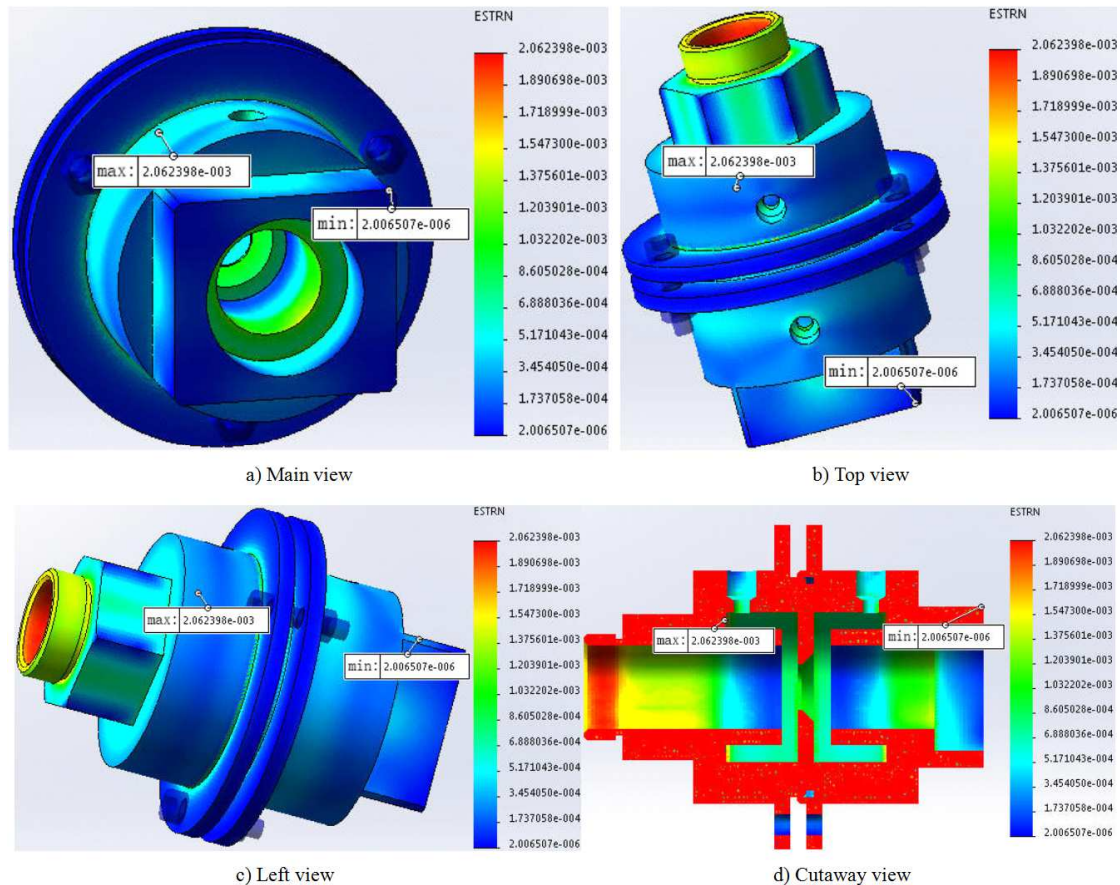 ESTRN
2.062398e-003
1.890698e-003
1.718999e-003
1.547300e-003
1.375601e-003
1.203901e-003
1.032202e-003
8.605028e-004
6.888036e-004
5.171043e-004
3.454050e-004
1.737058e-004
2.006507e-006
max: 2.062398e-003
min: 2.006507e-006
a) Main view
ESTRN
2.062398e-003
1.890698e-003
1.718999e-003
1.547300e-003
1.375601e-003
1.203901e-003
1.032202e-003
8.605028e-004
6.888036e-004
5.171043e-004
3.454050e-004
1.737058e-004
2.006507e-006
max: 2.062398e-003
min: 2.006507e-006
b) Top view
ESTRN
2.062398e-003
1.890698e-003
1.718999e-003
1.547300e-003
1.375601e-003
1.203901e-003
1.032202e-003
8.605028e-004
6.888036e-004
5.171043e-004
3.454050e-004
1.737058e-004
2.006507e-006
max: 2.062398e-003
min: 2.006507e-006
c) Left view
ESTRN
2.062398e-003
1.890698e-003
1.718999e-003
1.547300e-003
1.375601e-003
1.203901e-003
1.032202e-003
8.605028e-004
6.888036e-004
5.171043e-004
3.454050e-004
1.737058e-004
2.006507e-006
max: 2.062398e-003
min: 2.006507e-006
d) Cutaway view